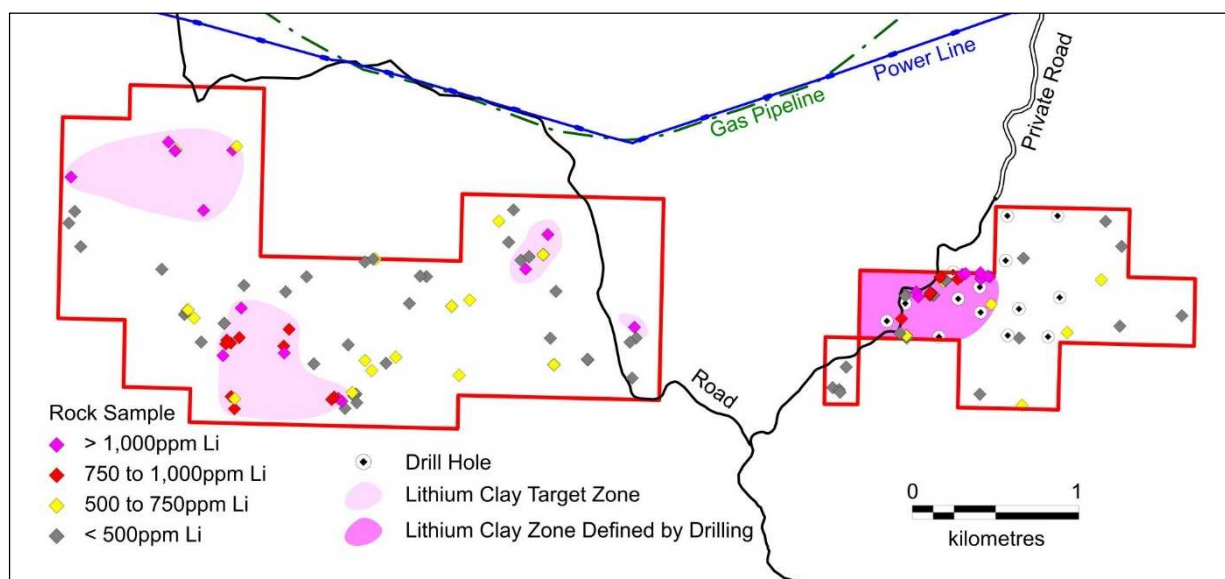 Power Line
Gas Pipeline
Private Road
Road
Rock Sample
> 1,000ppm Li
750 to 1,000ppm Li
500 to 750ppm Li
< 500ppm Li
Drill Hole
Lithium Clay Target Zone
Lithium Clay Zone Defined by Drilling
0 1
kilometres